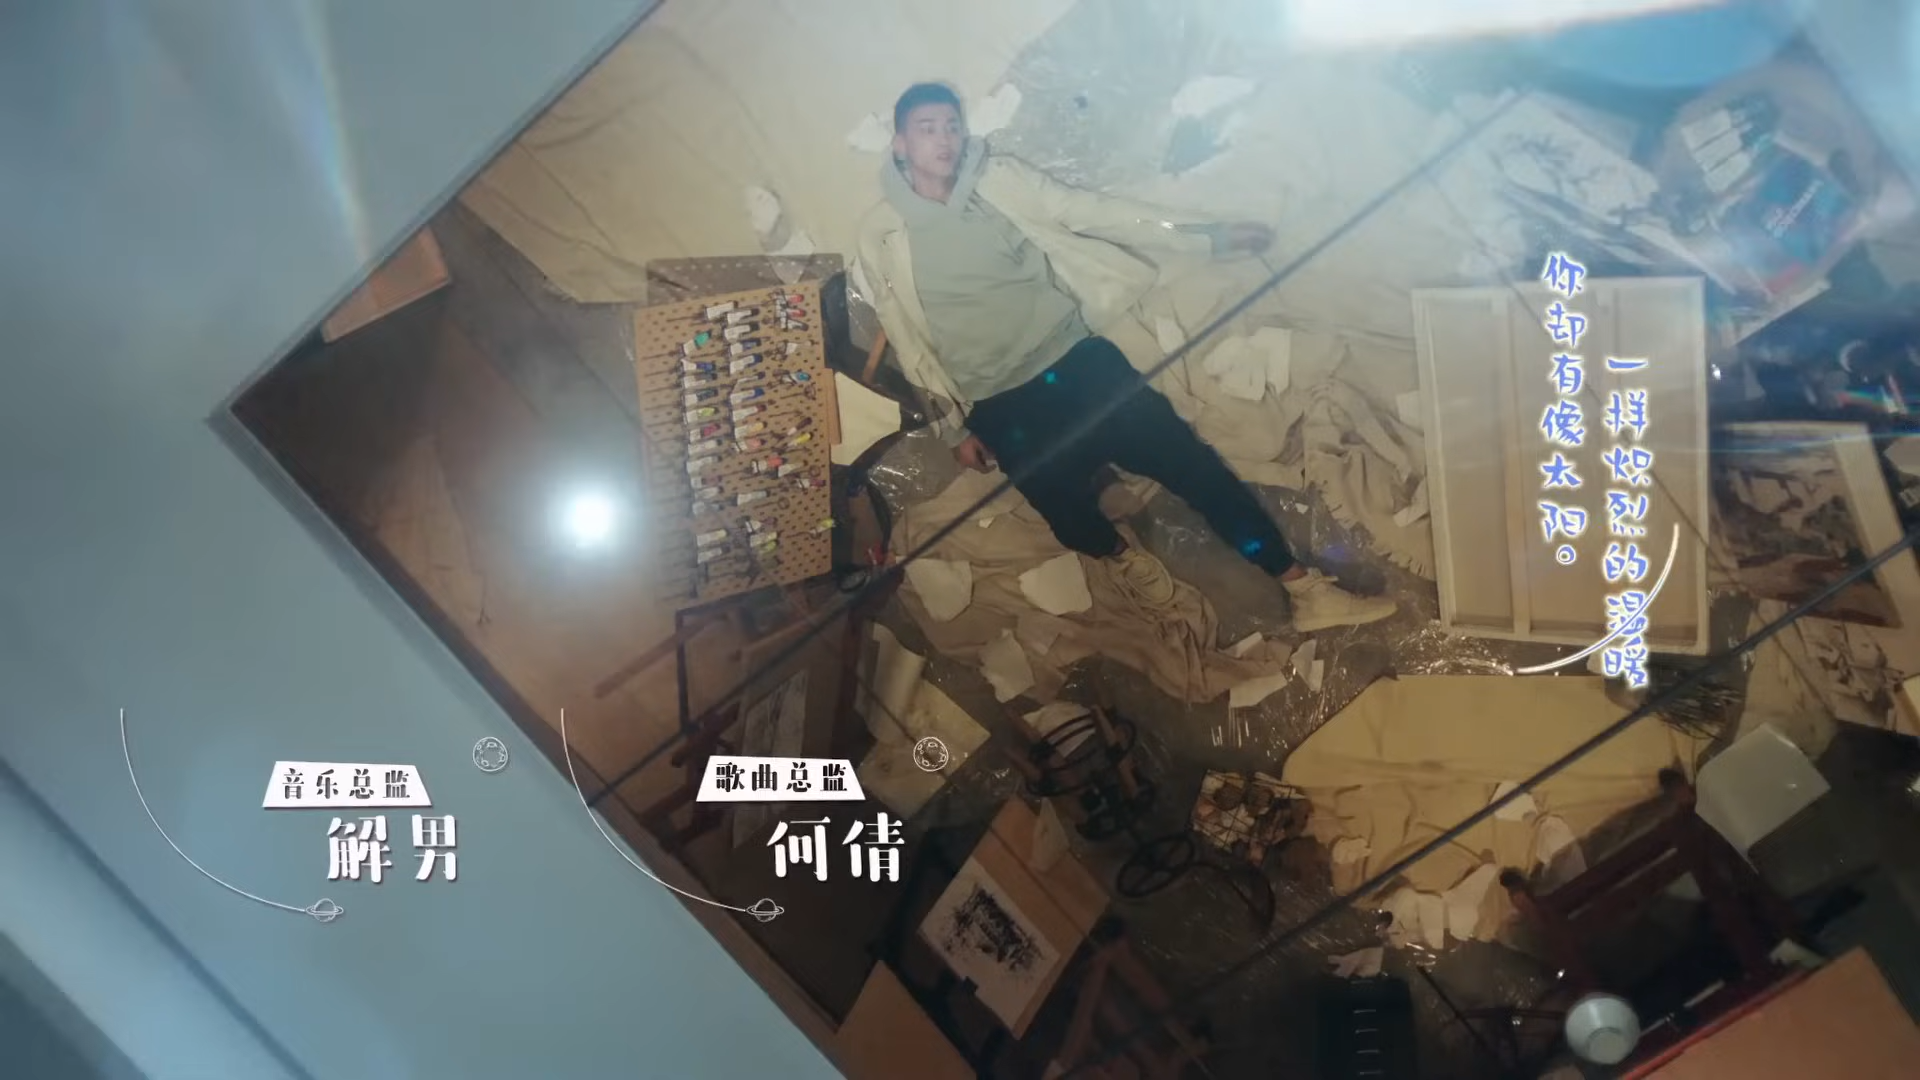 你却有像太阳。
一样炽烈的温暖
音乐总监
解男
歌曲总监
何倩